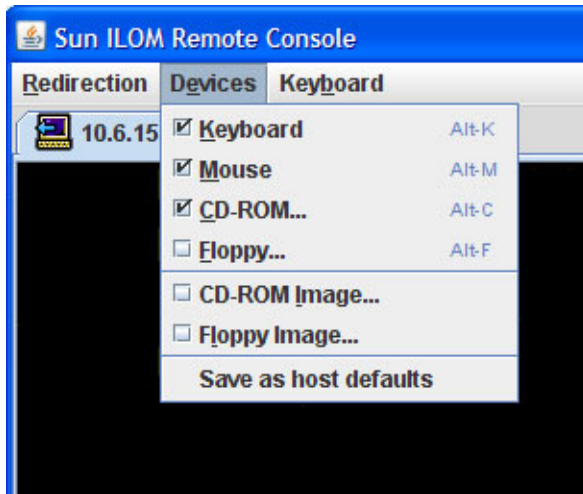 Sun ILOM Remote Console
Redirection Devices Keyboard
10.6.15
Keyboard Alt-K
Mouse Alt-M
CD-ROM... Alt-C
Floppy... Alt-F
CD-ROM Image...
Floppy Image...
Save as host defaults